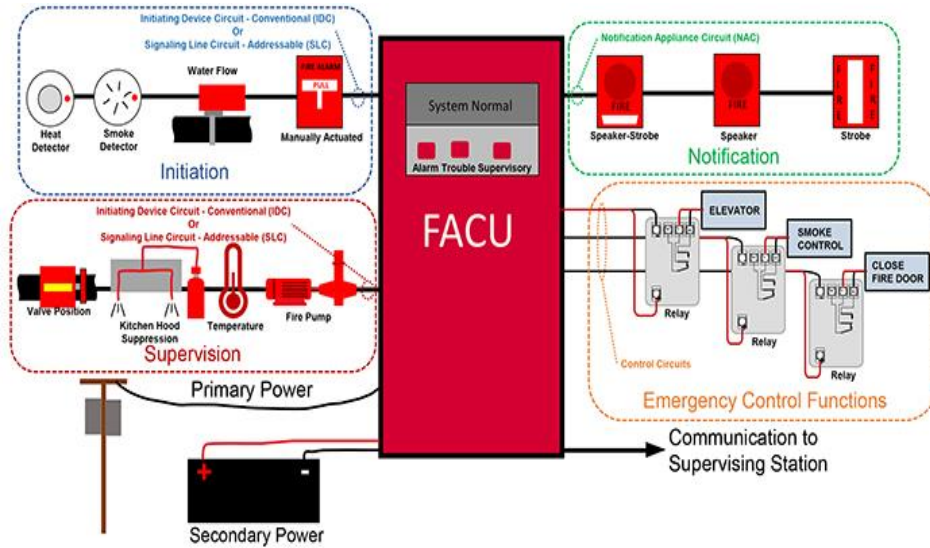 Initiating Device Circuit - Conventional (IDC)
Or
Signaling Line Circuit - Addressable (SLC)
Water Flow
FIRE ALARM
PULL
Heat
Detector
Smoke
Detector
Manually Actuated
Initiation
Initiating Device Circuit - Conventional (IDC)
Or
Signaling Line Circuit - Addressable (SLC)
Valve Position
Kitchen Hood
Suppression
Temperature
Fire Pump
Supervision
Primary Power
+
-
Secondary Power
System Normal
Alarm Trouble Supervisory
FACU
Notification Appliance Circuit (NAC)
FIRE
FIRE
FIRE
FIRE
Speaker-Strobe
Speaker
Strobe
Notification
ELEVATOR
SMOKE
CONTROL
CLOSE
FIRE DOOR
Relay
Relay
Relay
Control Circuits
Emergency Control Functions
Communication to
Supervising Station